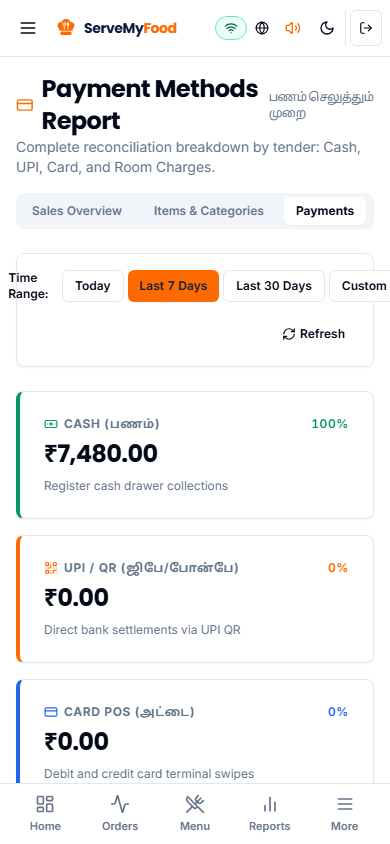 ServeMyFood
Payment Methods
Report
பணம் செலுத்தும்
முறை
Complete reconciliation breakdown by tender: Cash,
UPI, Card, and Room Charges.
Sales Overview
Items & Categories
Payments
Time
Range:
Today
Last 7 Days
Last 30 Days
Custom
Refresh
CASH (பணம்)
100%
₹7,480.00
Register cash drawer collections
UPI / QR (ஜிபே/போன்பே)
0%
₹0.00
Direct bank settlements via UPI QR
CARD POS (அட்டை)
0%
₹0.00
Debit and credit card terminal swipes
Home
Orders
Menu
Reports
More